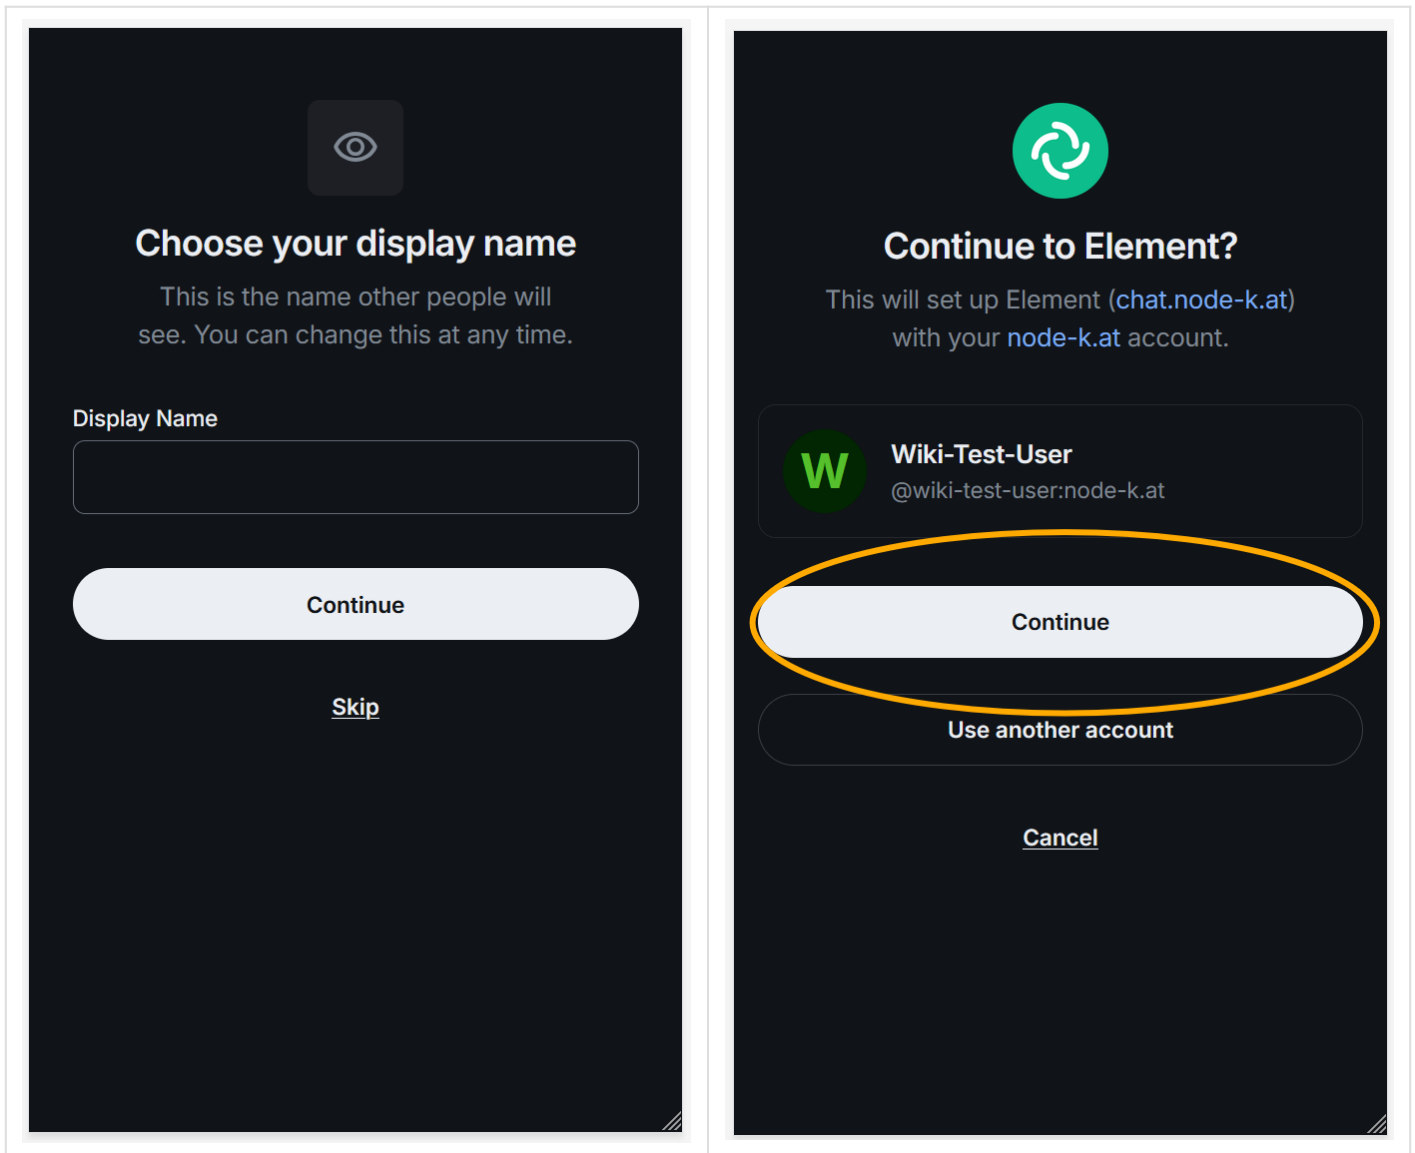 Choose your display name
This is the name other people will
see. You can change this at any time.
Display Name
Continue
Skip
Continue to Element?
This will set up Element (chat.node-k.at)
with your node-k.at account.
W
Wiki-Test-User
@wiki-test-user:node-k.at
Continue
Use another account
Cancel